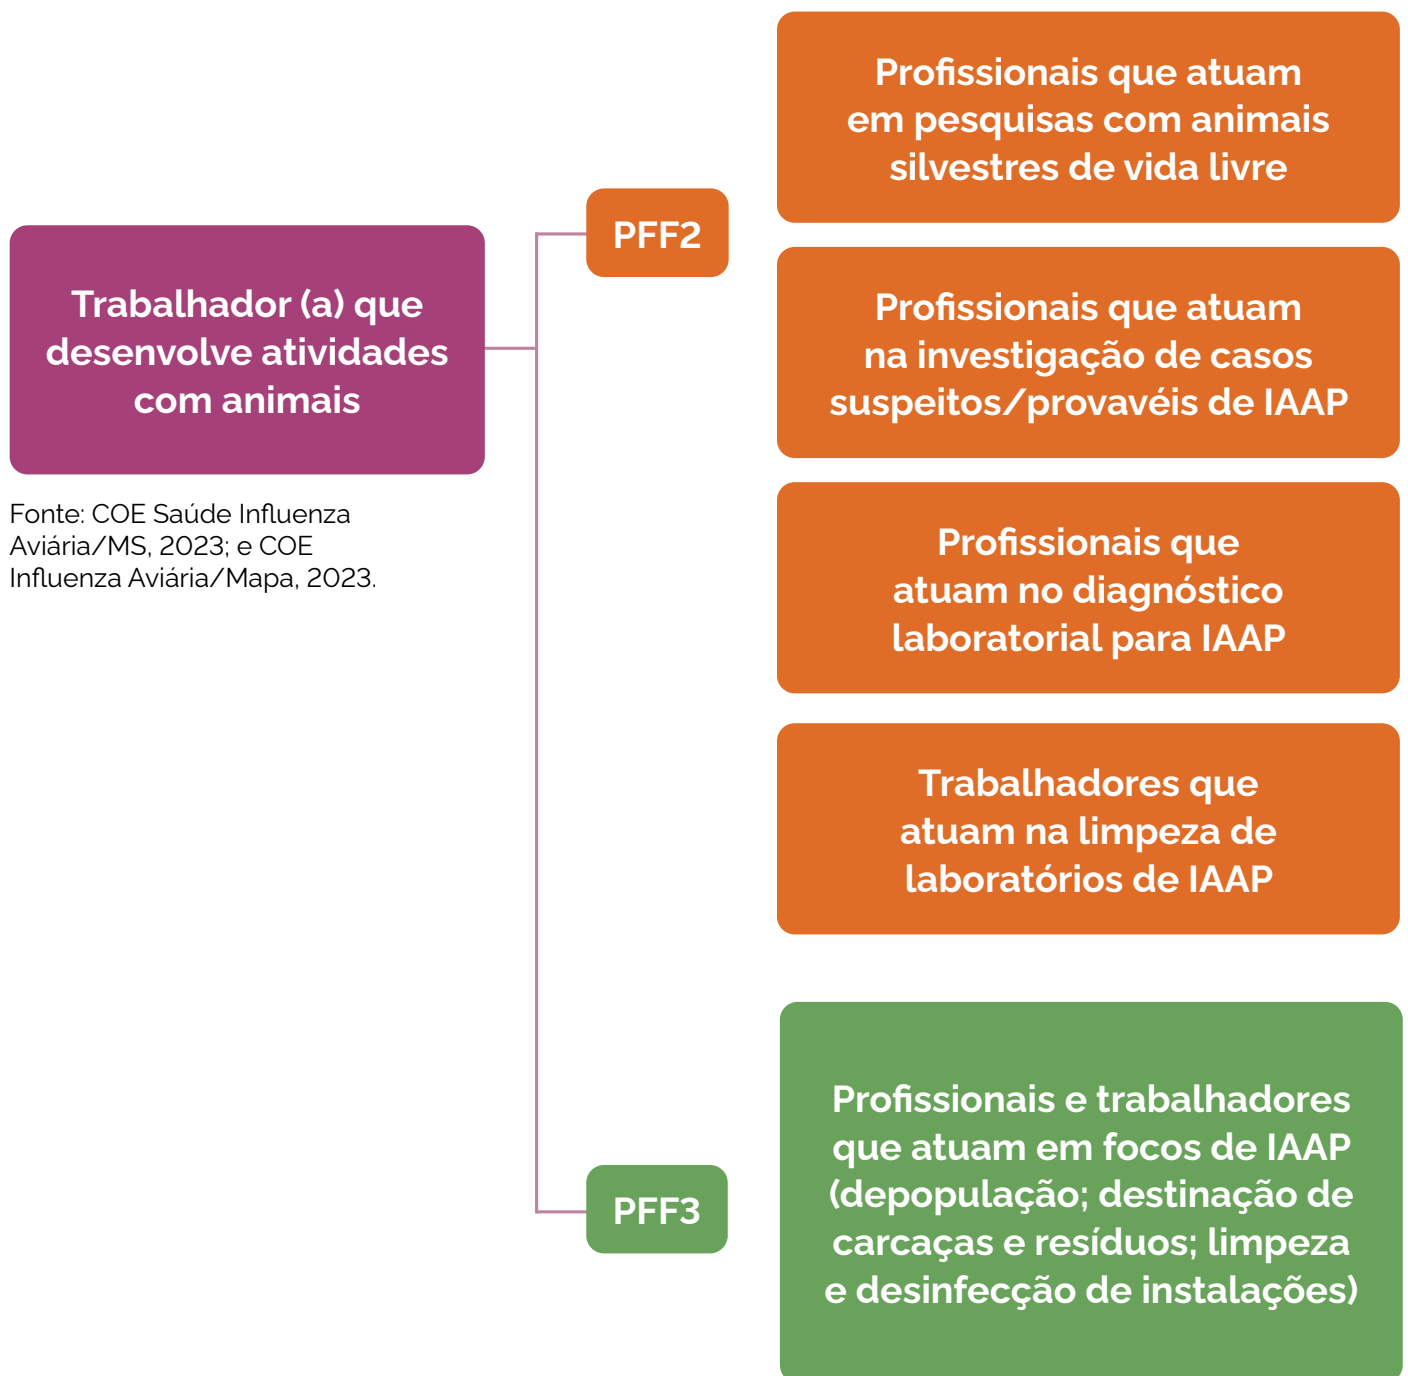 Trabalhador (a) que
desenvolve atividades
com animais
Fonte: COE Saúde Influenza
Aviária/MS, 2023; e COE
Influenza Aviária/Mapa, 2023.
PFF2
Profissionais que atuam
em pesquisas com animais
silvestres de vida livre
Profissionais que atuam
na investigação de casos
suspeitos/provavéis de IAAP
Profissionais que
atuam no diagnóstico
laboratorial para IAAP
Trabalhadores que
atuam na limpeza de
laboratórios de IAAP
PFF3
Profissionais e trabalhadores
que atuam em focos de IAAP
(depopulação; destinação de
carcaças e resíduos; limpeza
e desinfecção de instalações)